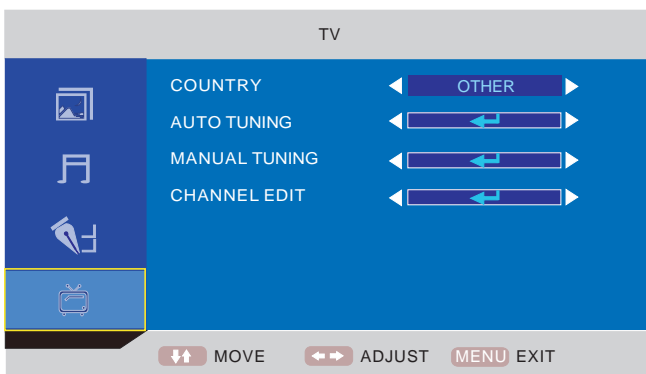 TV
COUNTRY OTHER
AUTO TUNING
MANUAL TUNING
CHANNEL EDIT
MOVE ADJUST MENU EXIT